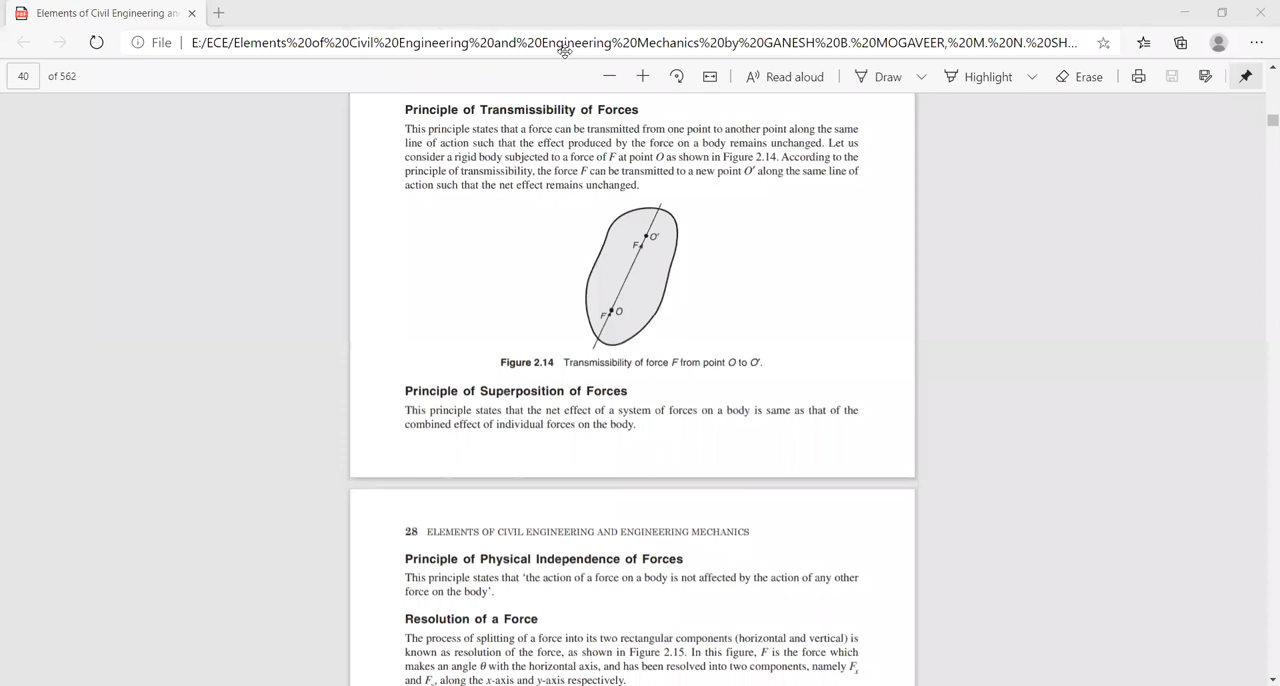 Elements of Civil Engineering an
File E:/ECE/Elements%20of%20Civil%20Engineering%20and%20Engineering%20Mechanics%20by%20GANESH%20B.%20MOGAVEER,%20M.%20N.%20SH...
40 of 562 Read aloud Draw Highlight Erase
Principle of Transmissibility of Forces
This principle states that a force can be transmitted from one point to another point along the same
line of action such that the effect produced by the force on a body remains unchanged. Let us
consider a rigid body subjected to a force of F at point O as shown in Figure 2.14. According to the
principle of transmissibility, the force F can be transmitted to a new point O′ along the same line of
action such that the net effect remains unchanged.
O′
F
O
F
Figure 2.14 Transmissibility of force F from point O to O′.
Principle of Superposition of Forces
This principle states that the net effect of a system of forces on a body is same as that of the
combined effect of individual forces on the body.
28 ELEMENTS OF CIVIL ENGINEERING AND ENGINEERING MECHANICS
Principle of Physical Independence of Forces
This principle states that ‘the action of a force on a body is not affected by the action of any other
force on the body’.
Resolution of a Force
The process of splitting of a force into its two rectangular components (horizontal and vertical) is
known as resolution of the force, as shown in Figure 2.15. In this figure, F is the force which
makes an angle θ with the horizontal axis, and has been resolved into two components, namely Fx
and Fy, along the x-axis and y-axis respectively.